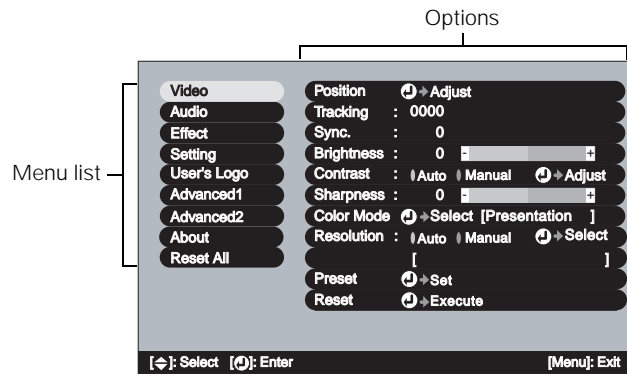 Options
Menu list
Video
Audio
Effect
Setting
User's Logo
Advanced1
Advanced2
About
Reset All
Position Adjust
Tracking : 0000
Sync. : 0
Brightness : 0 - +
Contrast : Auto Manual Adjust
Sharpness : 0 - +
Color Mode Select [Presentation ]
Resolution : Auto Manual Select
[ ]
Preset Set
Reset Execute
[ ]: Select [ ]: Enter [Menu]: Exit